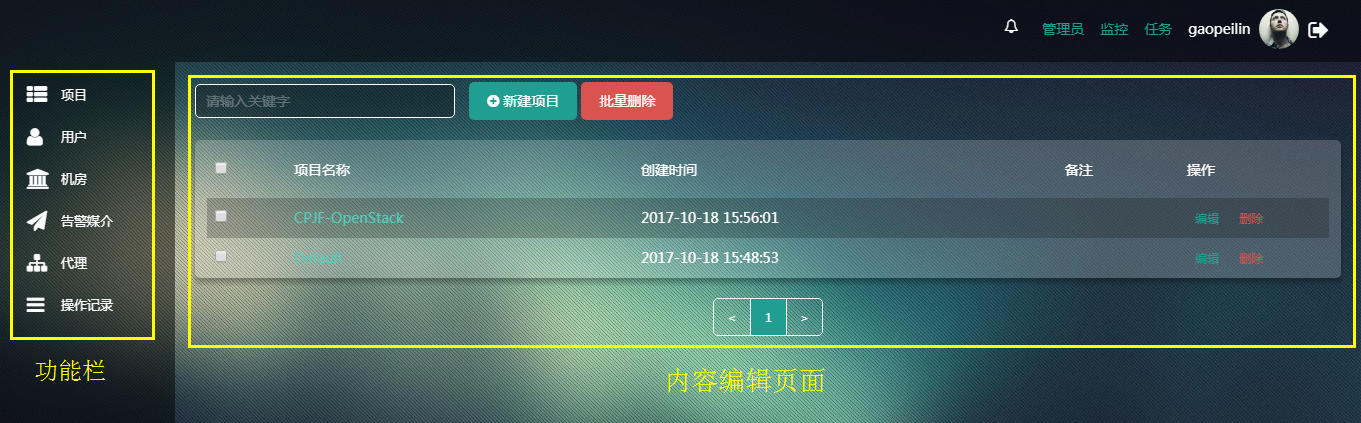 管理员 监控 任务 gaopeilin
项目
用户
机房
告警媒介
代理
操作记录
功能栏
请输入关键字 新建项目 批量删除
项目名称 创建时间 备注 操作
CPJF-OpenStack 2017-10-18 15:56:01 编辑 删除
Default 2017-10-18 15:48:53 编辑 删除
< 1 >
内容编辑页面